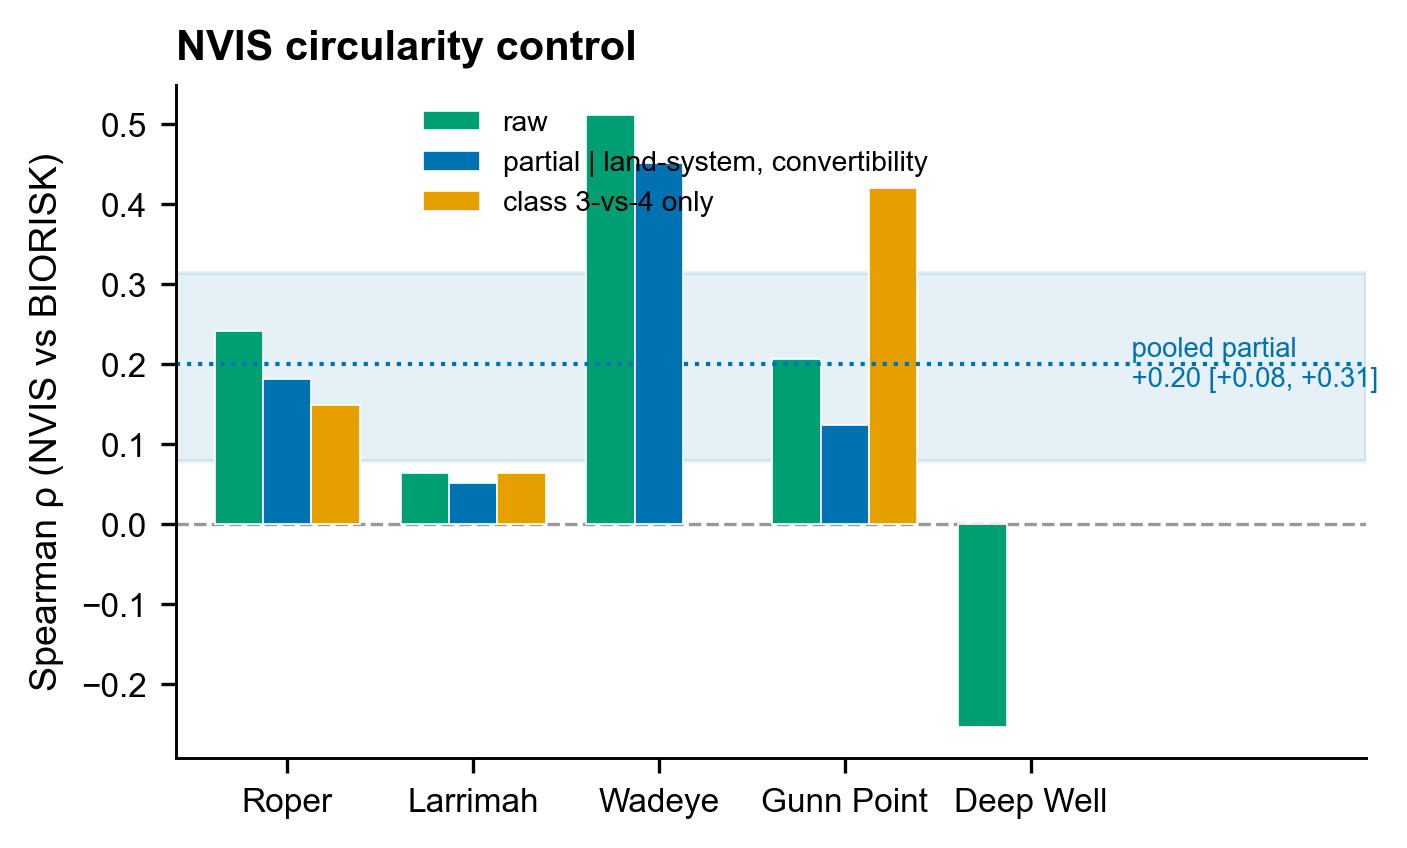 NVIS circularity control
Spearman ρ (NVIS vs BIORISK)
0.5
0.4
0.3
0.2
0.1
0.0
−0.1
−0.2
raw
partial | land-system, convertibility
class 3-vs-4 only
pooled partial
+0.20 [+0.08, +0.31]
Roper
Larrimah
Wadeye
Gunn Point
Deep Well